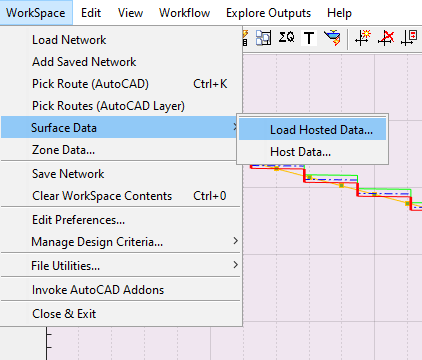 WorkSpace Edit View Workflow Explore Outputs Help
Load Network
Add Saved Network
Pick Route (AutoCAD) Ctrl+K
Pick Routes (AutoCAD Layer)
Surface Data
Load Hosted Data...
Zone Data...
Host Data...
Save Network
Clear WorkSpace Contents Ctrl+0
Edit Preferences...
Manage Design Criteria...
File Utilities...
Invoke AutoCAD Addons
Close & Exit
ΣQ T